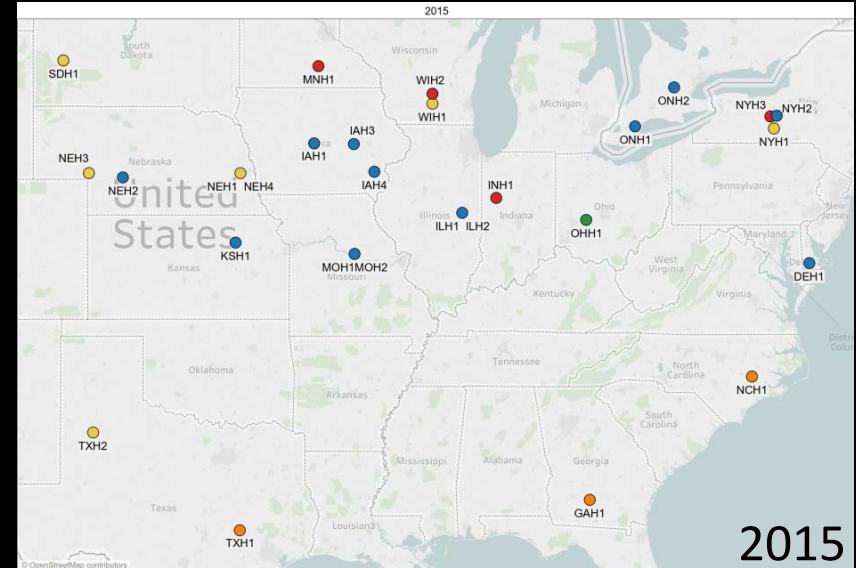 2015
South
Dakota
Wisconsin
SDH1
MNH1
WIH2
WIH1
Michigan
ONH2
ONH1
NYH3
NYH2
New
NYH1
NEH3
Nebraska
NEH2
NEH1 NEH4
IAH1
IAH3
IAH4
United
States
Illinois
ILH1 ILH2
INH1
Indiana
Ohio
OHH1
Pennsylvania
New
Jersey
Maryland
DEH1
KSH1
Kansas
MOH1MOH2
Missouri
West
Virginia
Virginia
Kentucky
Oklahoma
Arkansas
Tennessee
North
Carolina
NCH1
South
Carolina
TXH2
Mississippi
Alabama
Georgia
GAH1
Texas
TXH1
Louisiana
2015
© OpenStreetMap contributors